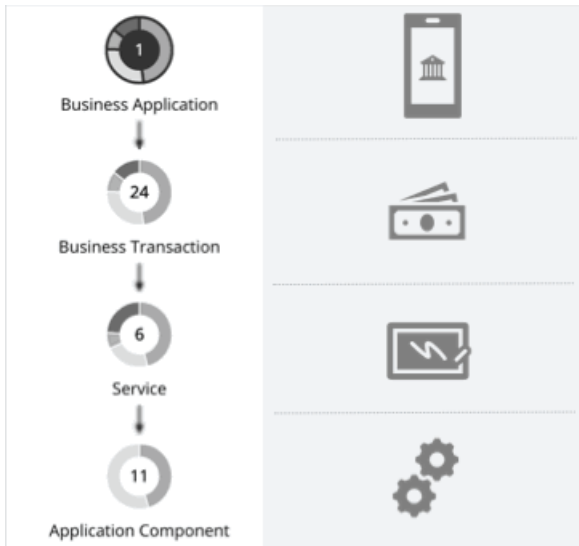 1
Business Application
24
Business Transaction
6
Service
11
Application Component